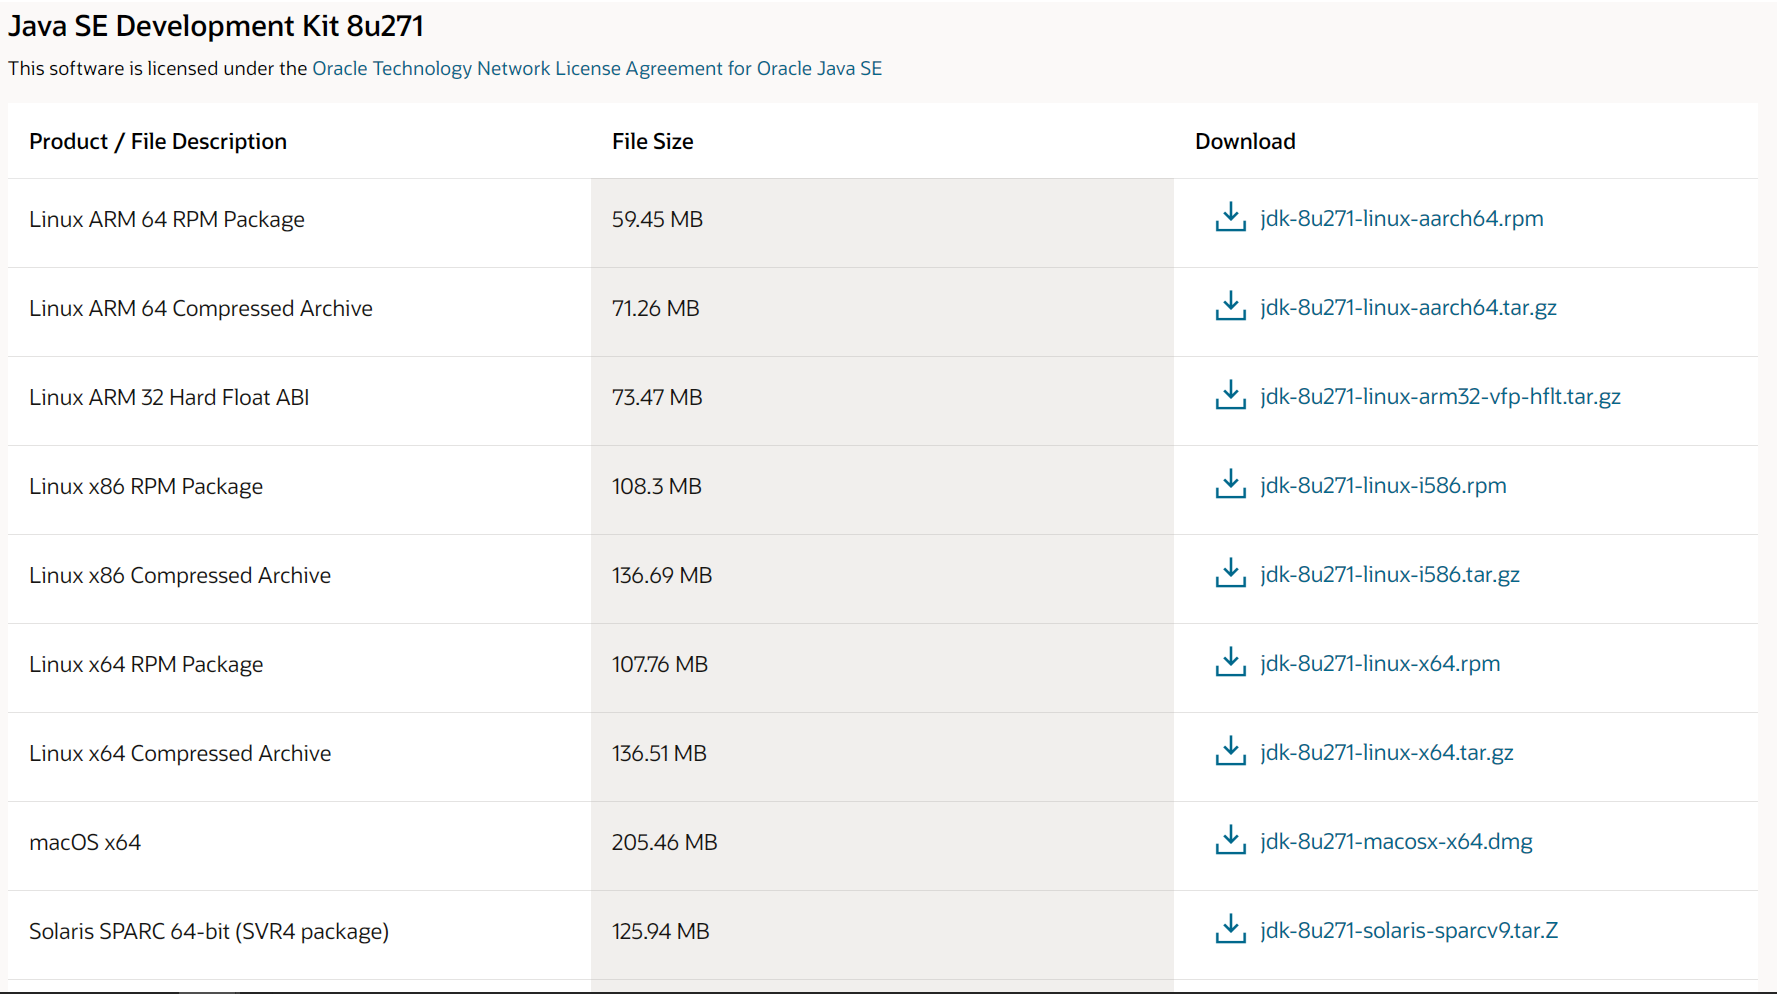 Java SE Development Kit 8u271
This software is licensed under the Oracle Technology Network License Agreement for Oracle Java SE
Product / File Description File Size Download
Linux ARM 64 RPM Package 59.45 MB jdk-8u271-linux-aarch64.rpm
Linux ARM 64 Compressed Archive 71.26 MB jdk-8u271-linux-aarch64.tar.gz
Linux ARM 32 Hard Float ABI 73.47 MB jdk-8u271-linux-arm32-vfp-hflt.tar.gz
Linux x86 RPM Package 108.3 MB jdk-8u271-linux-i586.rpm
Linux x86 Compressed Archive 136.69 MB jdk-8u271-linux-i586.tar.gz
Linux x64 RPM Package 107.76 MB jdk-8u271-linux-x64.rpm
Linux x64 Compressed Archive 136.51 MB jdk-8u271-linux-x64.tar.gz
macOS x64 205.46 MB jdk-8u271-macosx-x64.dmg
Solaris SPARC 64-bit (SVR4 package) 125.94 MB jdk-8u271-solaris-sparcv9.tar.Z